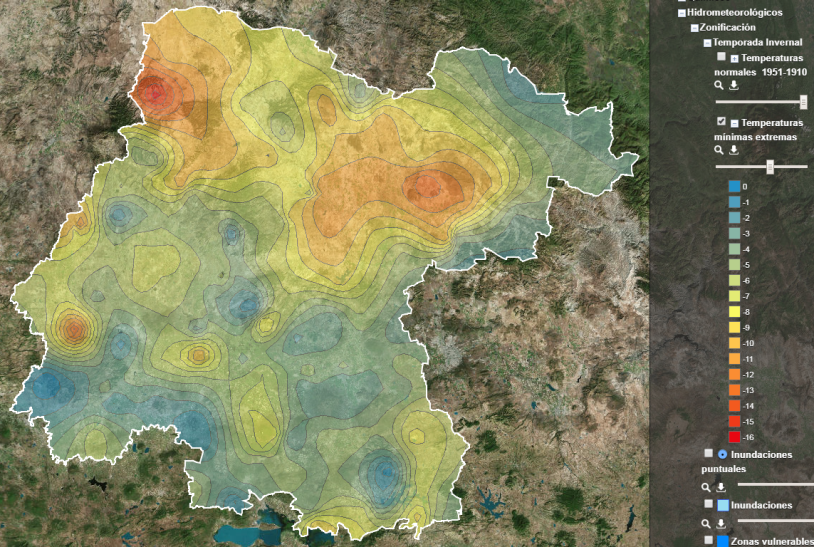 Hidrometeorológicos
Zonificación
Temporada Invernal
Temperaturas
normales 1951-1910
Temperaturas
mínimas extremas
0
-1
-2
-3
-4
-5
-6
-7
-8
-9
-10
-11
-12
-13
-14
-15
-16
Inundaciones
puntuales
Inundaciones
Zonas vulnerables